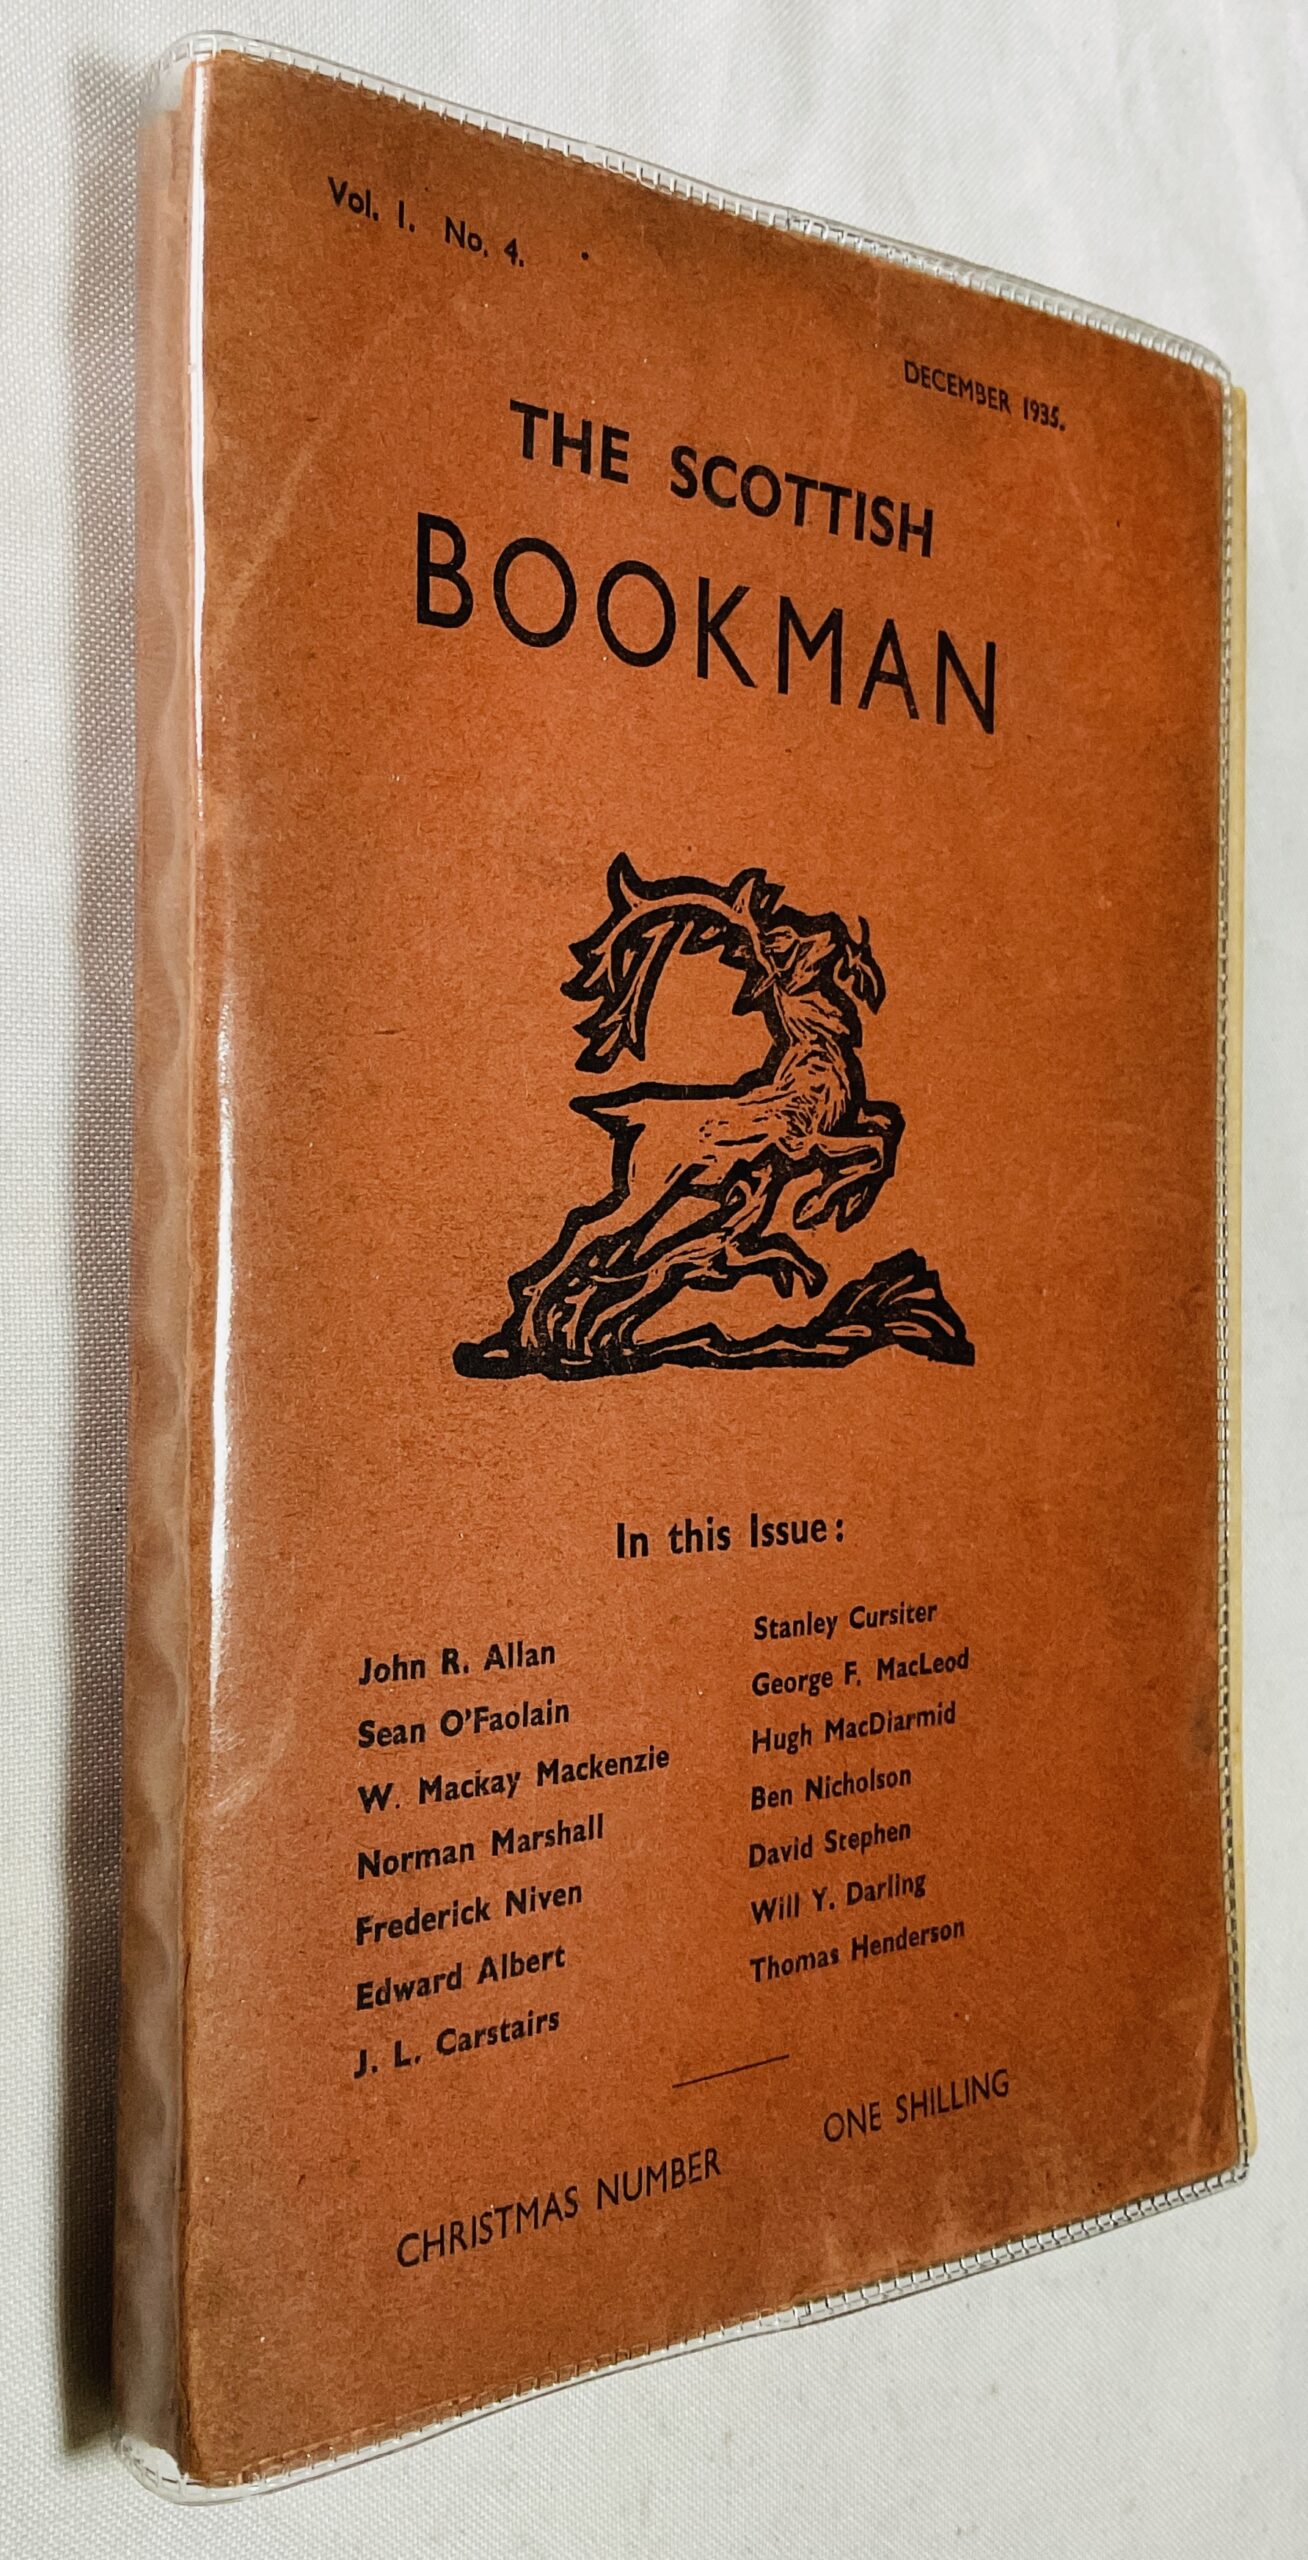 Vol. 1. No. 4.
DECEMBER 1935.
THE SCOTTISH
BOOKMAN
In this Issue:
John R. Allan
Sean O'Faolain
W. Mackay Mackenzie
Norman Marshall
Frederick Niven
Edward Albert
J. L. Carstairs
Stanley Cursiter
George F. MacLeod
Hugh MacDiarmid
Ben Nicholson
David Stephen
Will Y. Darling
Thomas Henderson
CHRISTMAS NUMBER
ONE SHILLING